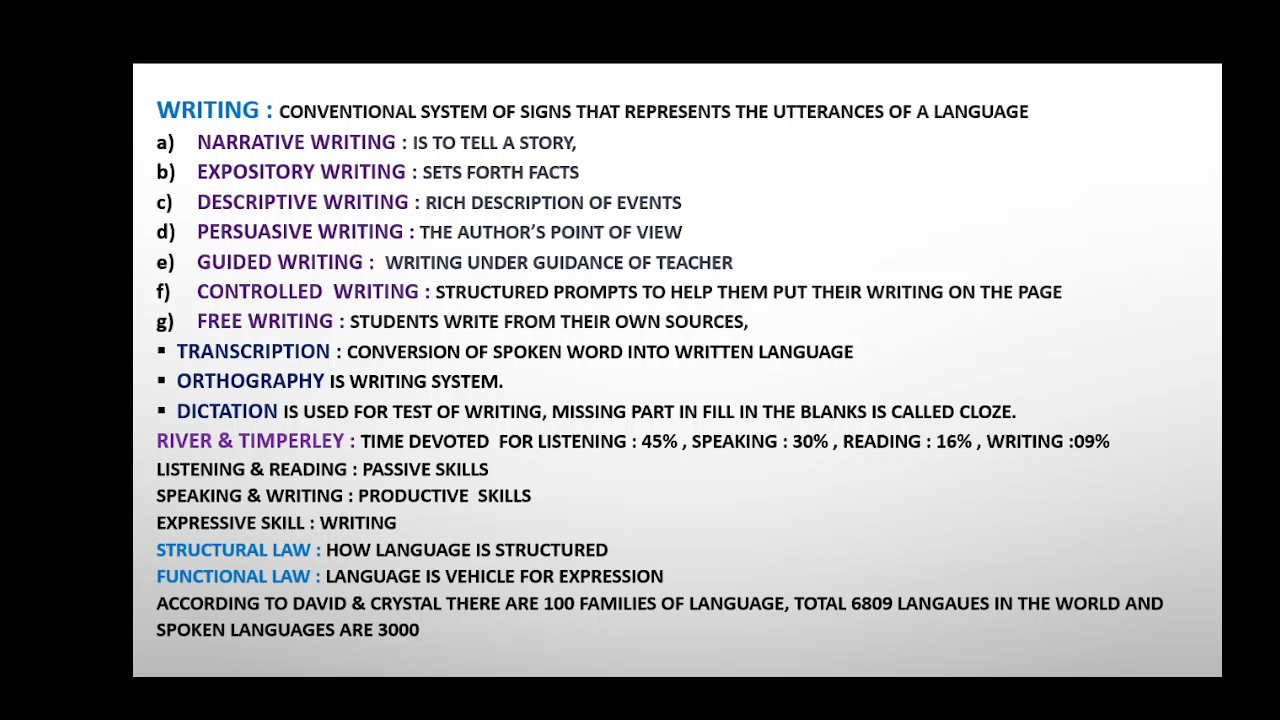 WRITING : CONVENTIONAL SYSTEM OF SIGNS THAT REPRESENTS THE UTTERANCES OF A LANGUAGE
a) NARRATIVE WRITING : IS TO TELL A STORY,
b) EXPOSITORY WRITING : SETS FORTH FACTS
c) DESCRIPTIVE WRITING : RICH DESCRIPTION OF EVENTS
d) PERSUASIVE WRITING : THE AUTHOR'S POINT OF VIEW
e) GUIDED WRITING : WRITING UNDER GUIDANCE OF TEACHER
f) CONTROLLED WRITING : STRUCTURED PROMPTS TO HELP THEM PUT THEIR WRITING ON THE PAGE
g) FREE WRITING : STUDENTS WRITE FROM THEIR OWN SOURCES,
▪ TRANSCRIPTION : CONVERSION OF SPOKEN WORD INTO WRITTEN LANGUAGE
▪ ORTHOGRAPHY IS WRITING SYSTEM.
▪ DICTATION IS USED FOR TEST OF WRITING, MISSING PART IN FILL IN THE BLANKS IS CALLED CLOZE.
RIVER & TIMPERLEY : TIME DEVOTED FOR LISTENING : 45% , SPEAKING : 30% , READING : 16% , WRITING :09%
LISTENING & READING : PASSIVE SKILLS
SPEAKING & WRITING : PRODUCTIVE SKILLS
EXPRESSIVE SKILL : WRITING
STRUCTURAL LAW : HOW LANGUAGE IS STRUCTURED
FUNCTIONAL LAW : LANGUAGE IS VEHICLE FOR EXPRESSION
ACCORDING TO DAVID & CRYSTAL THERE ARE 100 FAMILIES OF LANGUAGE, TOTAL 6809 LANGAUES IN THE WORLD AND
SPOKEN LANGUAGES ARE 3000